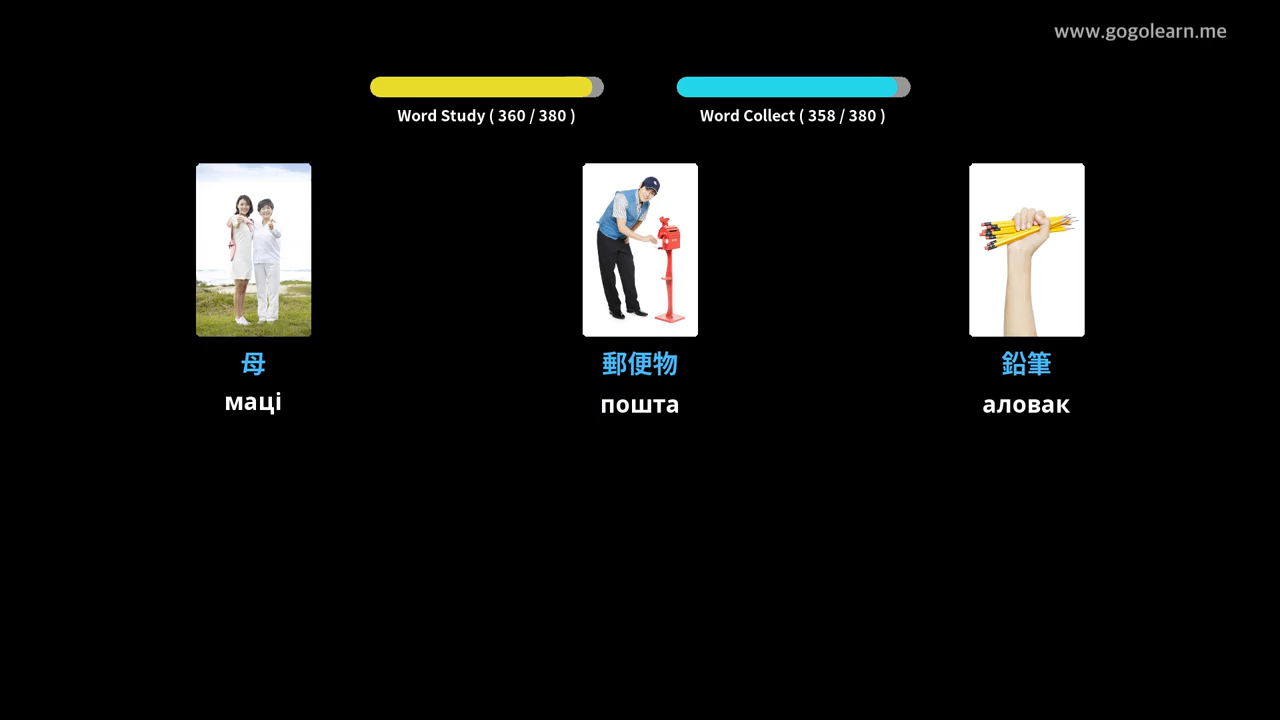 www.gogolearn.me
Word Study ( 360 / 380 )
Word Collect ( 358 / 380 )
母
маці
郵便物
пошта
鉛筆
аловак